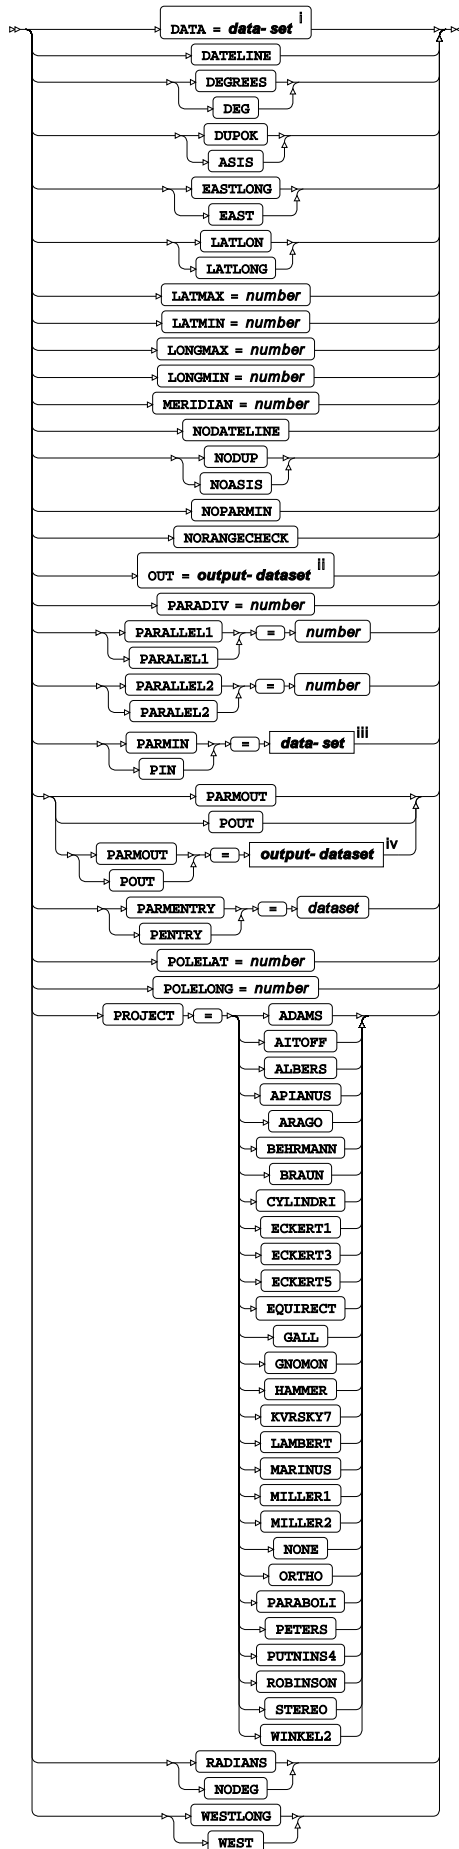 DATA = data-set i
DATELINE
DEGREES
DEG
DUPOK
ASIS
EASTLONG
EAST
LATLON
LATLONG
LATMAX = number
LATMIN = number
LONGMAX = number
LONGMIN = number
MERIDIAN = number
NODATELINE
NODUP
NOASIS
NOPARMIN
NORANGECHECK
OUT = output-dataset ii
PARADIV = number
PARALLEL1 = number
PARALEL1
PARALLEL2 = number
PARALEL2
PARMIN = data-set iii
PIN
PARMOUT
POUT
PARMOUT = output-dataset iv
POUT
PARMENTRY = dataset
PENTRY
POLELAT = number
POLELONG = number
PROJECT = ADAMS
AITOFF
ALBERS
APIANUS
ARAGO
BEHRMANN
BRAUN
CYLINDRI
ECKERT1
ECKERT3
ECKERT5
EQUIRECT
GALL
GNOMON
HAMMER
KVRSKY7
LAMBERT
MARINUS
MILLER1
MILLER2
NONE
ORTHO
PARABOLI
PETERS
PUTNINS4
ROBINSON
STEREO
WINKEL2
RADIANS
NODEG
WESTLONG
WEST